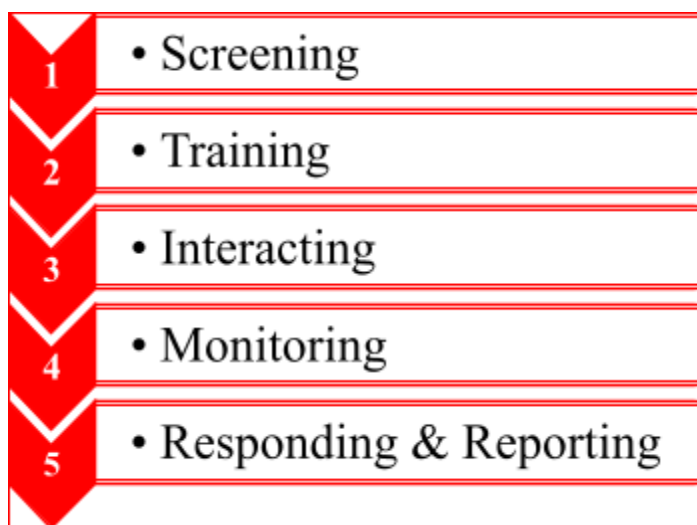 1 • Screening
2 • Training
3 • Interacting
4 • Monitoring
5 • Responding & Reporting